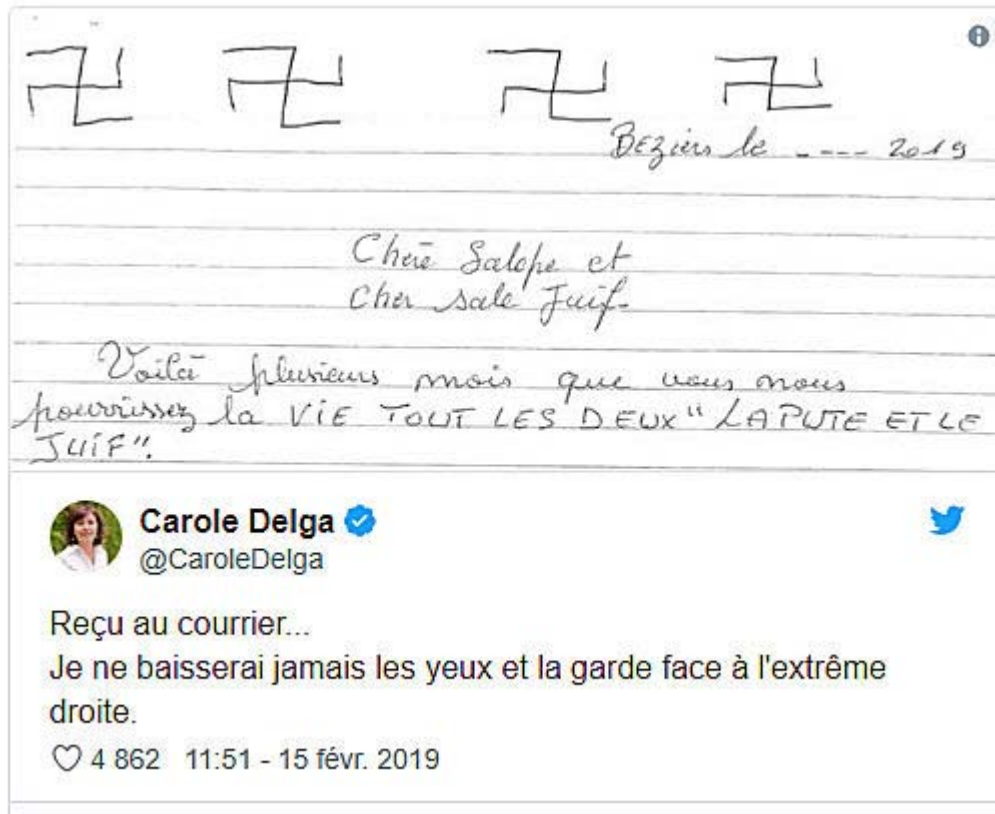 Beziers le ---- 2019
Chère Salope et
Cher sale Juif-
Voilà plusieurs mois que vous nous
pourrissez la VIE TOUT LES DEUX "LA PUTE ET LE
JUIF".
Carole Delga
@CaroleDelga
Reçu au courrier...
Je ne baisserai jamais les yeux et la garde face à l'extrême
droite.
4 862 11:51 - 15 févr. 2019